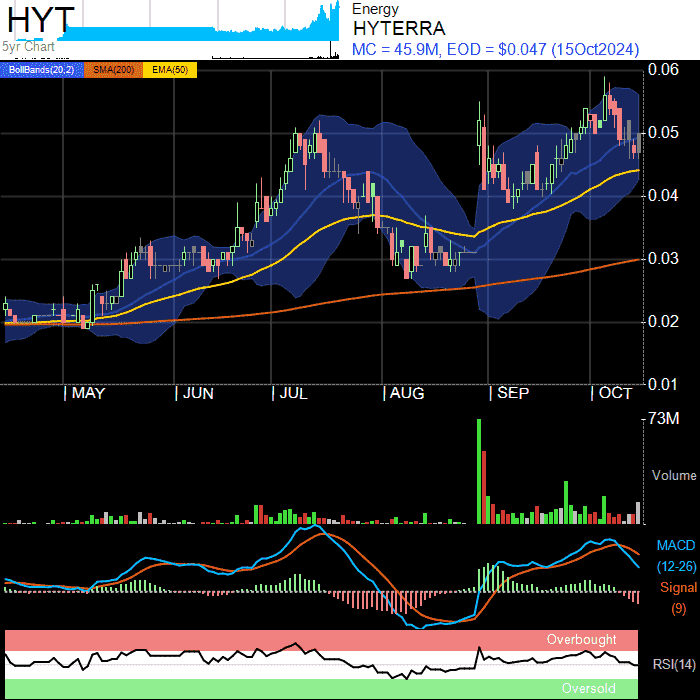 HYT
5yr Chart
Energy
HYTERRA
MC = 45.9M, EOD = $0.047 (15Oct2024)
BollBands(20,2) SMA(200) EMA(50)
0.06
0.05
0.04
0.03
0.02
0.01
MAY JUN JUL AUG SEP OCT
73M
Volume
MACD
(12-26)
Signal
(9)
Overbought
RSI(14)
Oversold